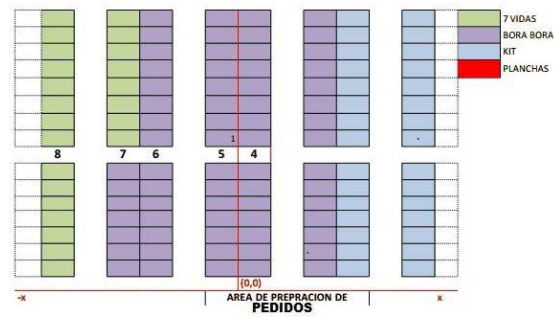 7 VIDAS
BORA BORA
KIT
PLANCHAS
1
8 7 6 5 4
(0,0)
-x AREA DE PREPRACION DE x
PEDIDOS